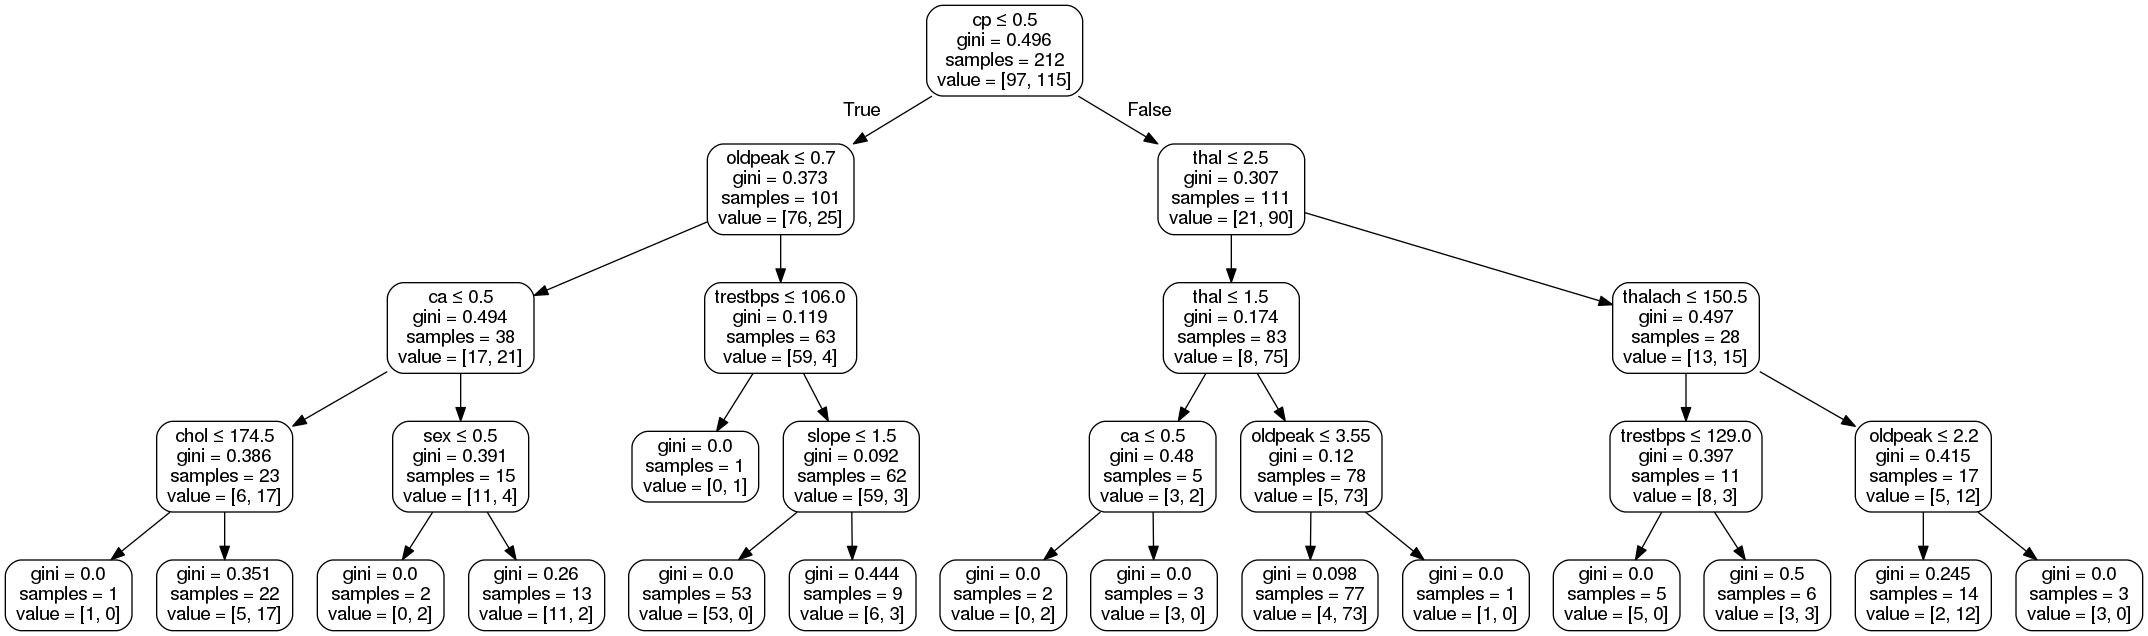 cp ≤ 0.5
gini = 0.496
samples = 212
value = [97, 115]
True
False
oldpeak ≤ 0.7
gini = 0.373
samples = 101
value = [76, 25]
thal ≤ 2.5
gini = 0.307
samples = 111
value = [21, 90]
ca ≤ 0.5
gini = 0.494
samples = 38
value = [17, 21]
trestbps ≤ 106.0
gini = 0.119
samples = 63
value = [59, 4]
thal ≤ 1.5
gini = 0.174
samples = 83
value = [8, 75]
thalach ≤ 150.5
gini = 0.497
samples = 28
value = [13, 15]
chol ≤ 174.5
gini = 0.386
samples = 23
value = [6, 17]
sex ≤ 0.5
gini = 0.391
samples = 15
value = [11, 4]
gini = 0.0
samples = 1
value = [0, 1]
slope ≤ 1.5
gini = 0.092
samples = 62
value = [59, 3]
ca ≤ 0.5
gini = 0.48
samples = 5
value = [3, 2]
oldpeak ≤ 3.55
gini = 0.12
samples = 78
value = [5, 73]
trestbps ≤ 129.0
gini = 0.397
samples = 11
value = [8, 3]
oldpeak ≤ 2.2
gini = 0.415
samples = 17
value = [5, 12]
gini = 0.0
samples = 1
value = [1, 0]
gini = 0.351
samples = 22
value = [5, 17]
gini = 0.0
samples = 2
value = [0, 2]
gini = 0.26
samples = 13
value = [11, 2]
gini = 0.0
samples = 53
value = [53, 0]
gini = 0.444
samples = 9
value = [6, 3]
gini = 0.0
samples = 2
value = [0, 2]
gini = 0.0
samples = 3
value = [3, 0]
gini = 0.098
samples = 77
value = [4, 73]
gini = 0.0
samples = 1
value = [1, 0]
gini = 0.0
samples = 5
value = [5, 0]
gini = 0.5
samples = 6
value = [3, 3]
gini = 0.245
samples = 14
value = [2, 12]
gini = 0.0
samples = 3
value = [3, 0]